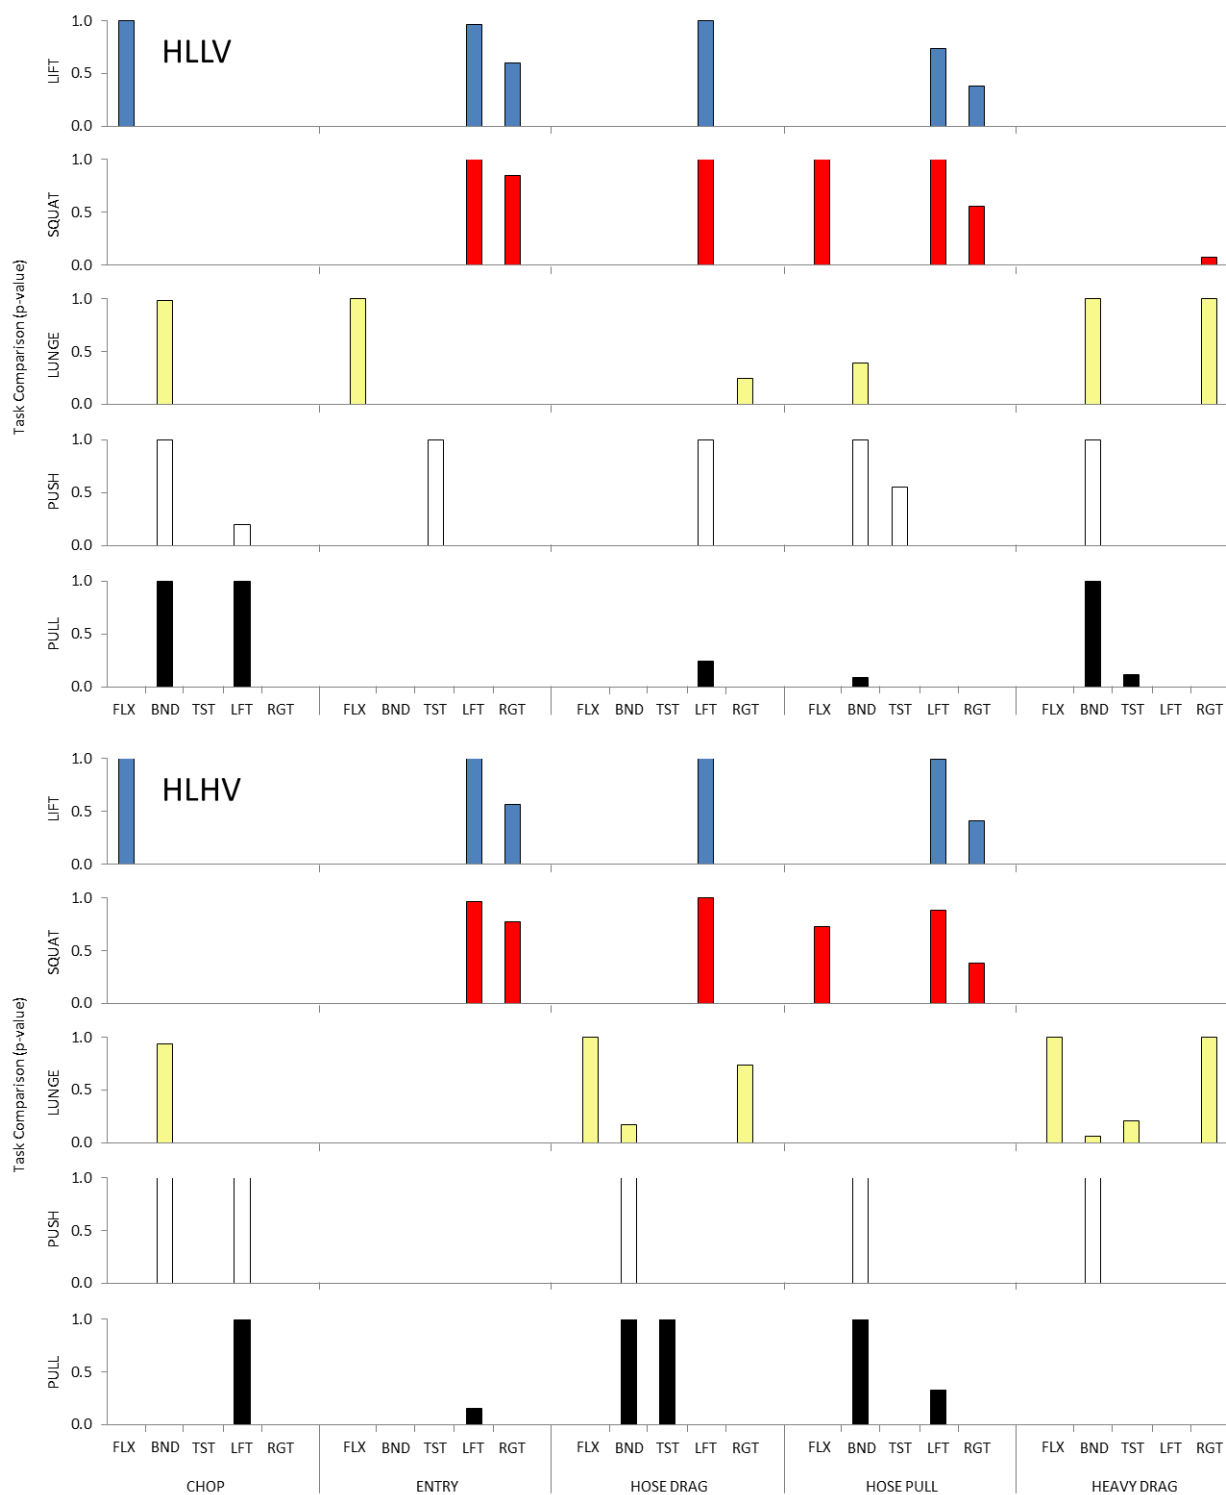 HLLV
Task Comparison (p-value)
LIFT
1.0
0.5
0.0
SQUAT
1.0
0.5
0.0
LUNGE
1.0
0.5
0.0
PUSH
1.0
0.5
0.0
PULL
1.0
0.5
0.0
FLX BND TST LFT RGT FLX BND TST LFT RGT FLX BND TST LFT RGT FLX BND TST LFT RGT FLX BND TST LFT RGT
HLHV
Task Comparison (p-value)
LIFT
1.0
0.5
0.0
SQUAT
1.0
0.5
0.0
LUNGE
1.0
0.5
0.0
PUSH
1.0
0.5
0.0
PULL
1.0
0.5
0.0
FLX BND TST LFT RGT FLX BND TST LFT RGT FLX BND TST LFT RGT FLX BND TST LFT RGT FLX BND TST LFT RGT
CHOP ENTRY HOSE DRAG HOSE PULL HEAVY DRAG